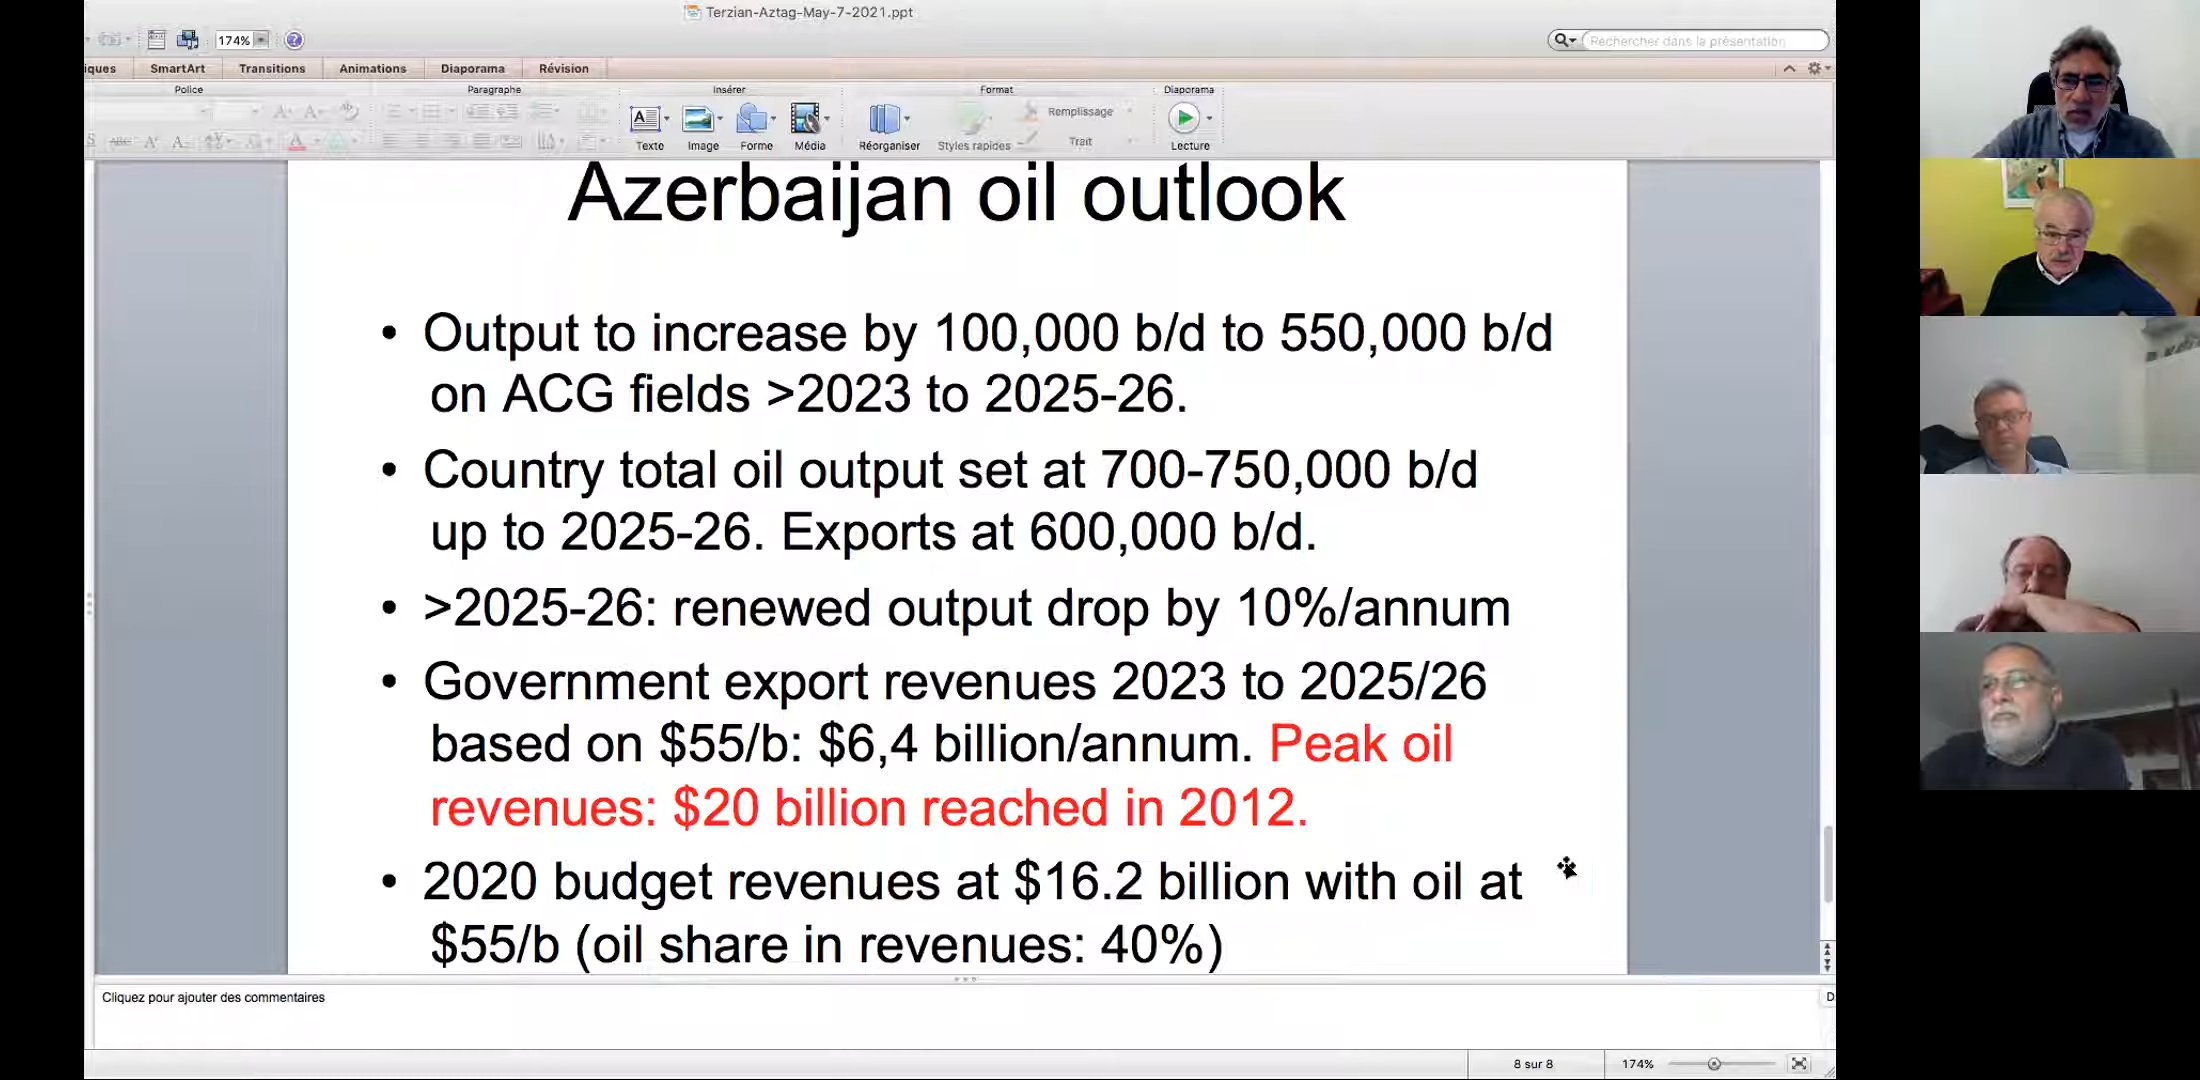 Terzian-Aztag-May-7-2021.ppt
174%
Rechercher dans la présentation
iques SmartArt Transitions Animations Diaporama Révision
Police Paragraphe Insérer Format Diaporama
Remplissage
Texte Image Forme Média Réorganiser Styles rapides Trait Lecture
Azerbaijan oil outlook
• Output to increase by 100,000 b/d to 550,000 b/d
on ACG fields >2023 to 2025-26.
• Country total oil output set at 700-750,000 b/d
up to 2025-26. Exports at 600,000 b/d.
• >2025-26: renewed output drop by 10%/annum
• Government export revenues 2023 to 2025/26
based on $55/b: $6,4 billion/annum. Peak oil
revenues: $20 billion reached in 2012.
• 2020 budget revenues at $16.2 billion with oil at
$55/b (oil share in revenues: 40%)
Cliquez pour ajouter des commentaires
D
8 sur 8 174%